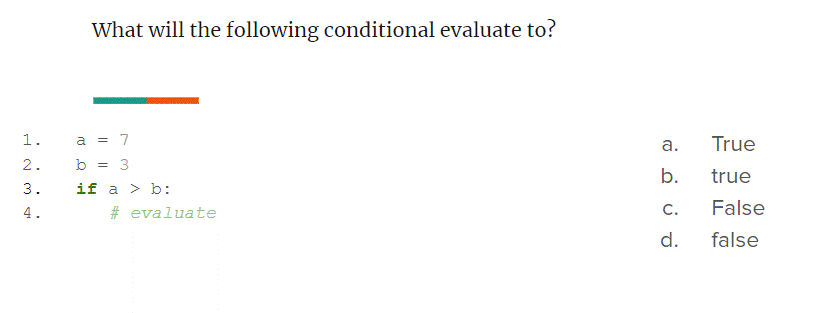 What will the following conditional evaluate to?
1. a = 7
2. b = 3
3. if a > b:
4. # evaluate
a. True
b. true
c. False
d. false